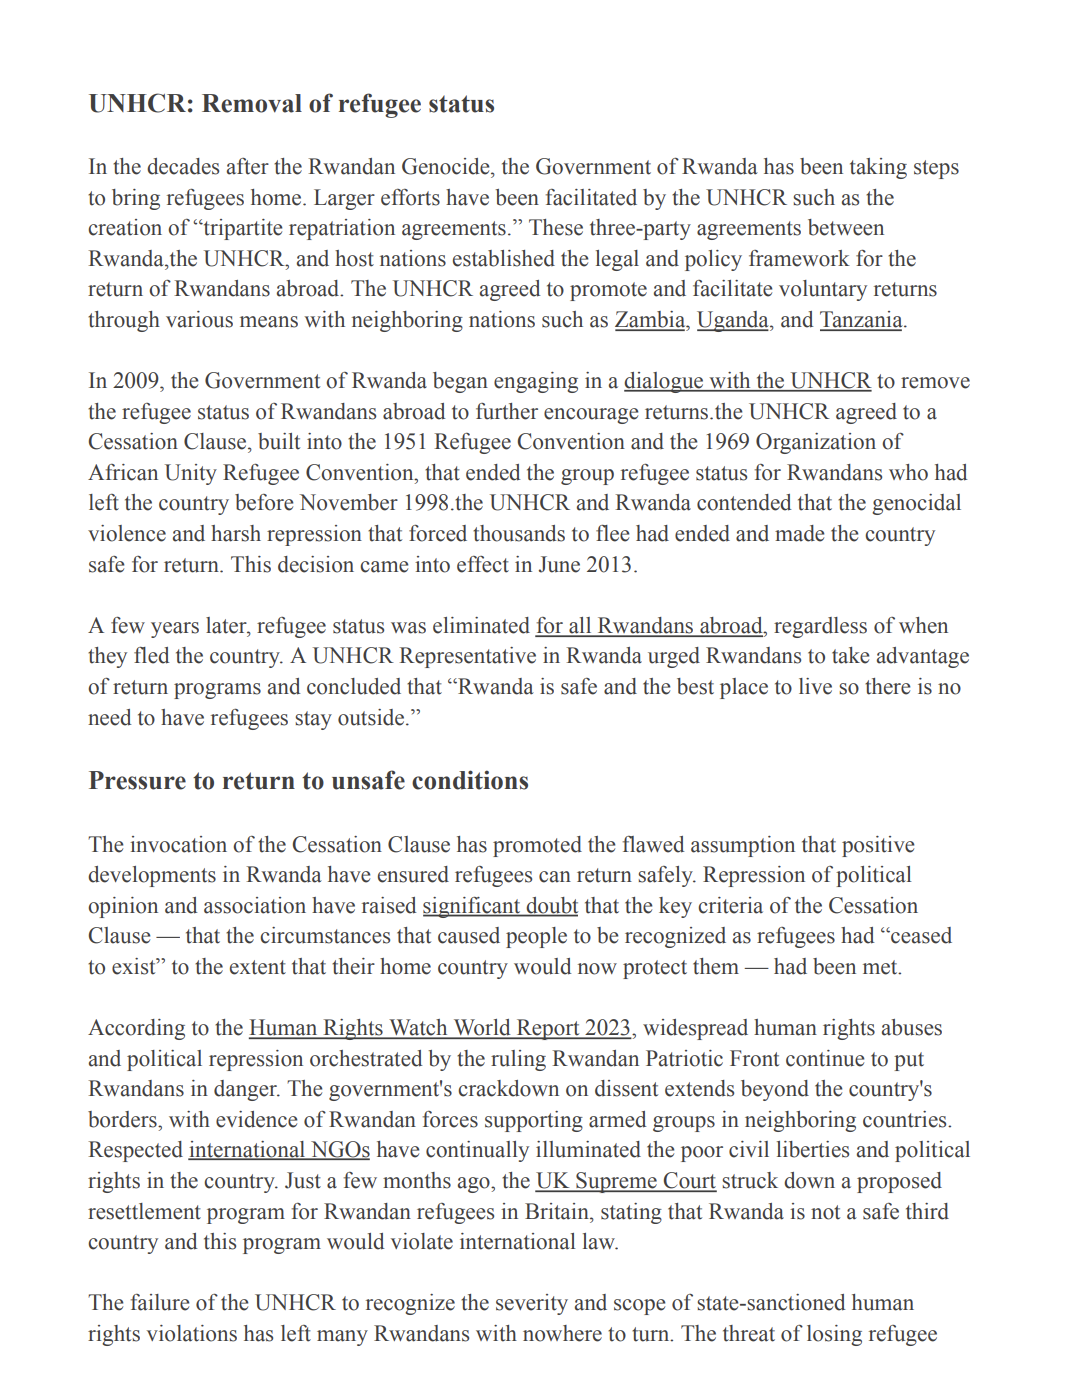 UNHCR: Removal of refugee status
In the decades after the Rwandan Genocide, the Government of Rwanda has been taking steps
to bring refugees home. Larger efforts have been facilitated by the UNHCR such as the
creation of “tripartite repatriation agreements.” These three-party agreements between
Rwanda,the UNHCR, and host nations established the legal and policy framework for the
return of Rwandans abroad. The UNHCR agreed to promote and facilitate voluntary returns
through various means with neighboring nations such as Zambia, Uganda, and Tanzania.
In 2009, the Government of Rwanda began engaging in a dialogue with the UNHCR to remove
the refugee status of Rwandans abroad to further encourage returns.the UNHCR agreed to a
Cessation Clause, built into the 1951 Refugee Convention and the 1969 Organization of
African Unity Refugee Convention, that ended the group refugee status for Rwandans who had
left the country before November 1998.the UNHCR and Rwanda contended that the genocidal
violence and harsh repression that forced thousands to flee had ended and made the country
safe for return. This decision came into effect in June 2013.
A few years later, refugee status was eliminated for all Rwandans abroad, regardless of when
they fled the country. A UNHCR Representative in Rwanda urged Rwandans to take advantage
of return programs and concluded that “Rwanda is safe and the best place to live so there is no
need to have refugees stay outside.”
Pressure to return to unsafe conditions
The invocation of the Cessation Clause has promoted the flawed assumption that positive
developments in Rwanda have ensured refugees can return safely. Repression of political
opinion and association have raised significant doubt that the key criteria of the Cessation
Clause — that the circumstances that caused people to be recognized as refugees had “ceased
to exist” to the extent that their home country would now protect them — had been met.
According to the Human Rights Watch World Report 2023, widespread human rights abuses
and political repression orchestrated by the ruling Rwandan Patriotic Front continue to put
Rwandans in danger. The government's crackdown on dissent extends beyond the country's
borders, with evidence of Rwandan forces supporting armed groups in neighboring countries.
Respected international NGOs have continually illuminated the poor civil liberties and political
rights in the country. Just a few months ago, the UK Supreme Court struck down a proposed
resettlement program for Rwandan refugees in Britain, stating that Rwanda is not a safe third
country and this program would violate international law.
The failure of the UNHCR to recognize the severity and scope of state-sanctioned human
rights violations has left many Rwandans with nowhere to turn. The threat of losing refugee